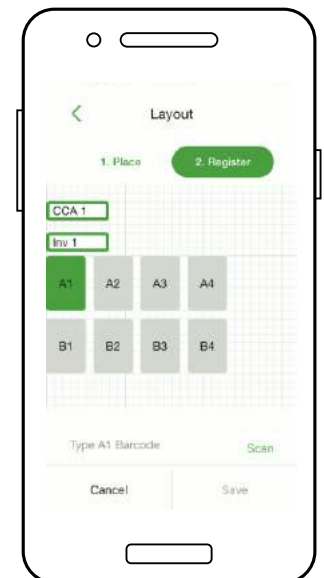 Layout
1. Place 2. Register
CCA 1
Inv 1
A1 A2 A3 A4
B1 B2 B3 B4
Type A1 Barcode Scan
Cancel Save